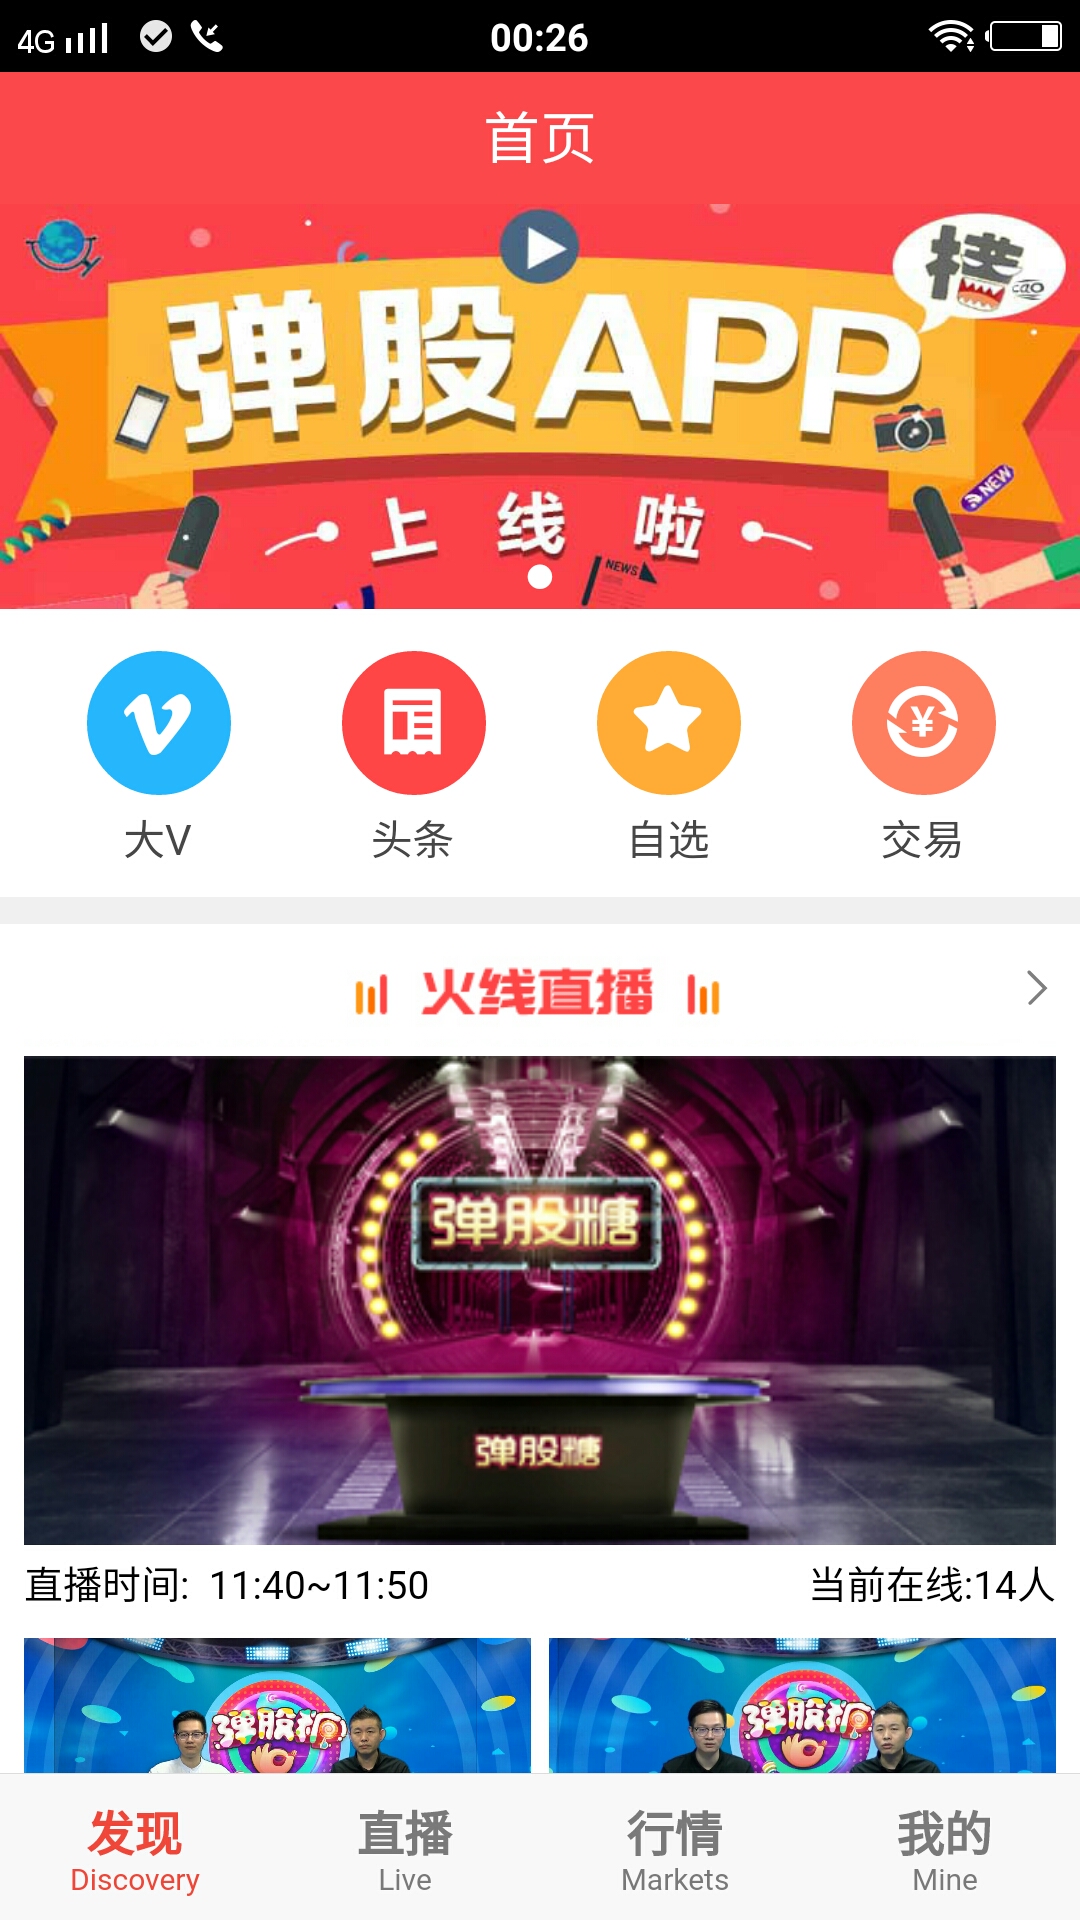 4G 00:26
首页
cao
弹股APP
NEW
上线啦
NEWS
大V 头条 自选 交易
火线直播
弹股糖
弹股糖
直播时间: 11:40~11:50 当前在线:14人
弹股 弹股
发现 直播 行情 我的
Discovery Live Markets Mine